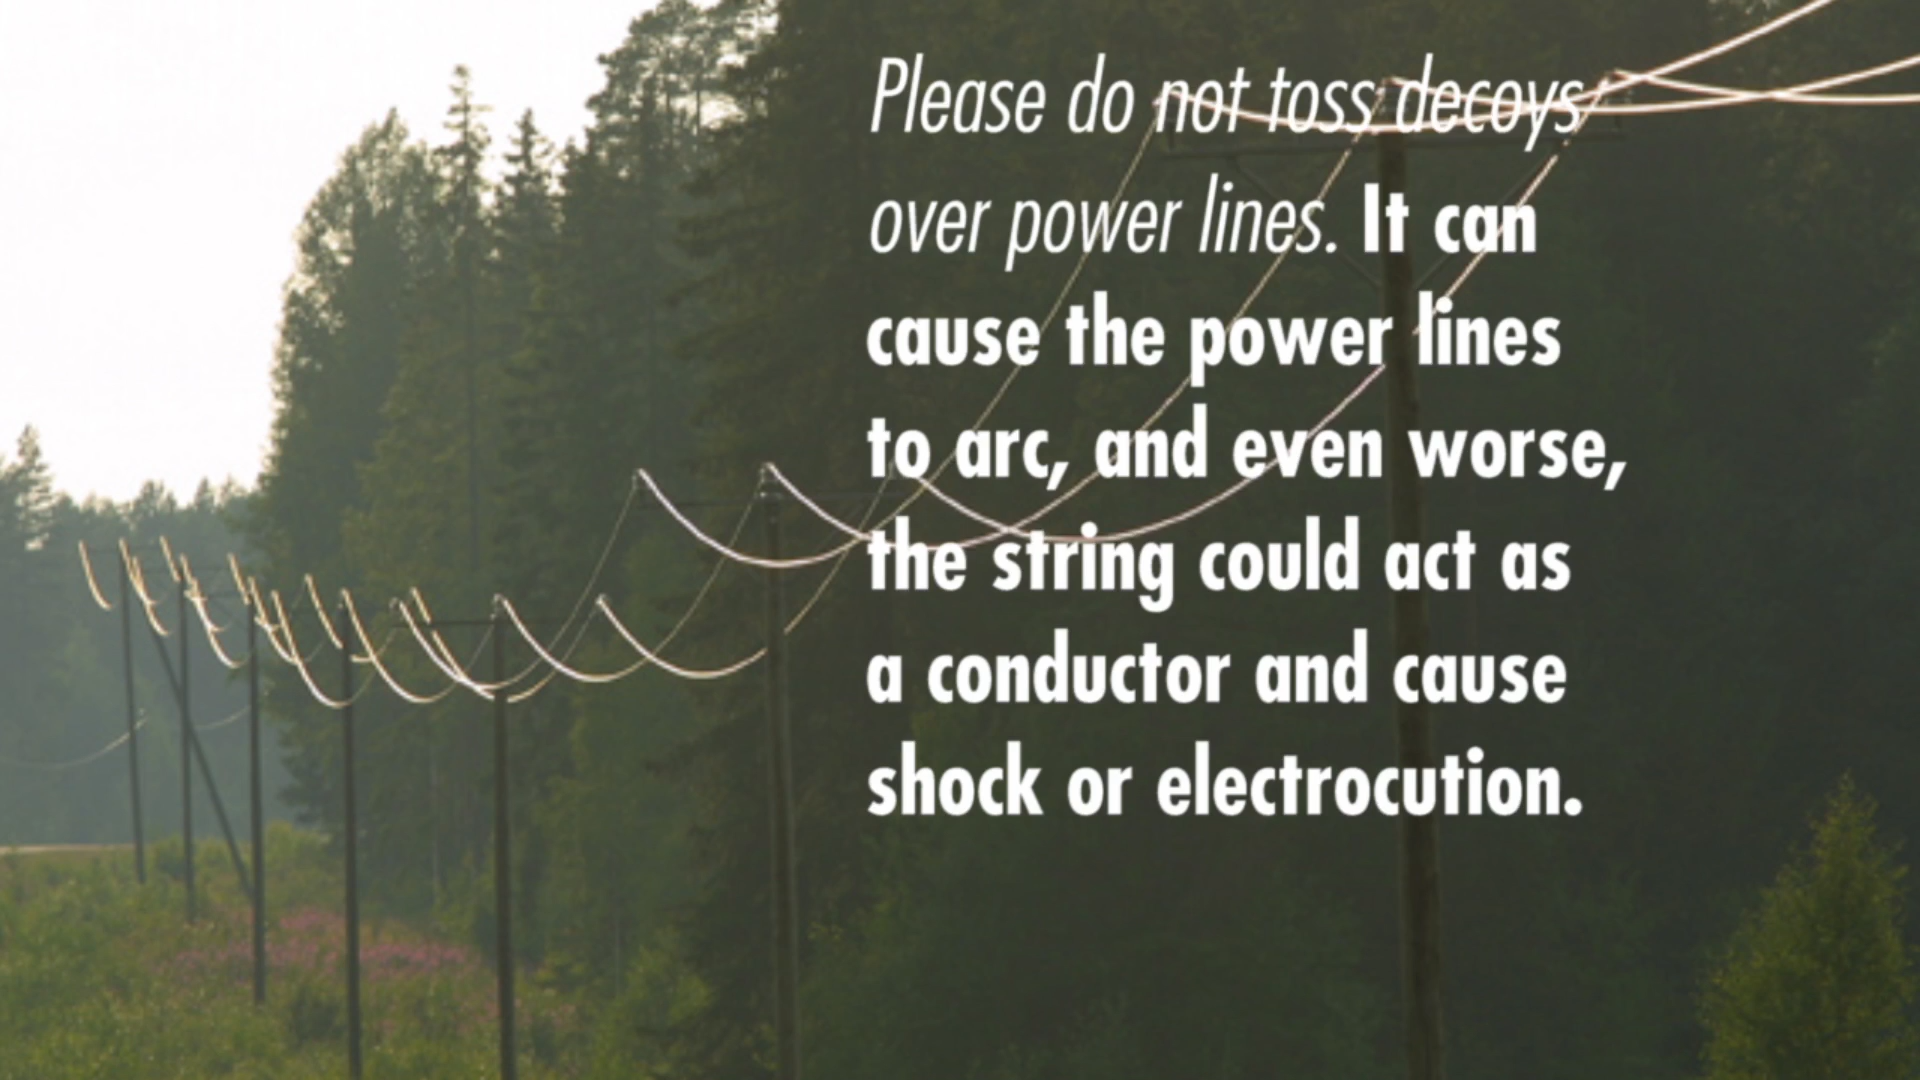 Please do not toss decoys
over power lines. It can
cause the power lines
to arc, and even worse,
the string could act as
a conductor and cause
shock or electrocution.